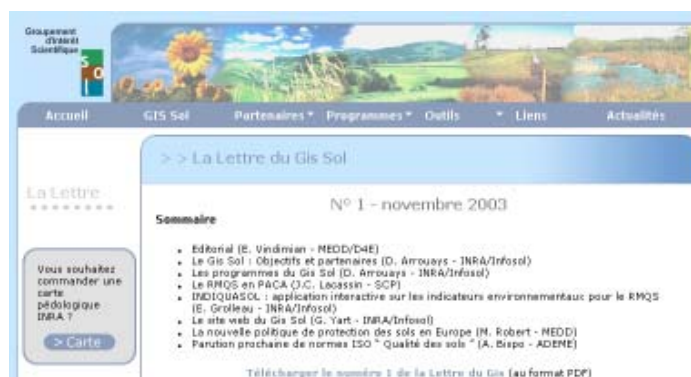 Groupement
d'Intérêt
Scientifique
S
O
L
Accueil GIS Sol Partenaires Programmes Outils Liens Actualités
> > La Lettre du Gis Sol
La Lettre
N° 1 - novembre 2003
Sommaire
Editorial (E. Vindimian - MEDD/D4E)
Le Gis Sol : Objectifs et partenaires (D. Arrouays - INRA/Infosol)
Les programmes du Gis Sol (D. Arrouays - INRA/Infosol)
Le RMQS en PACA (J.C. Lacassin - SCP)
INDIQUASOL : application interactive sur les indicateurs environnementaux pour le RMQS
(E. Grolleau - INRA/Infosol)
Le site web du Gis Sol (G. Yart - INRA/Infosol)
La nouvelle politique de protection des sols en Europe (M. Robert - MEDD)
Parution prochaine de normes ISO " Qualité des sols " (A. Bispo - ADEME)
Vous souhaitez
commander une
carte
pédologique
INRA ?
> Carte
Télécharger le numéro 1 de la Lettre du Gis (au format PDF)